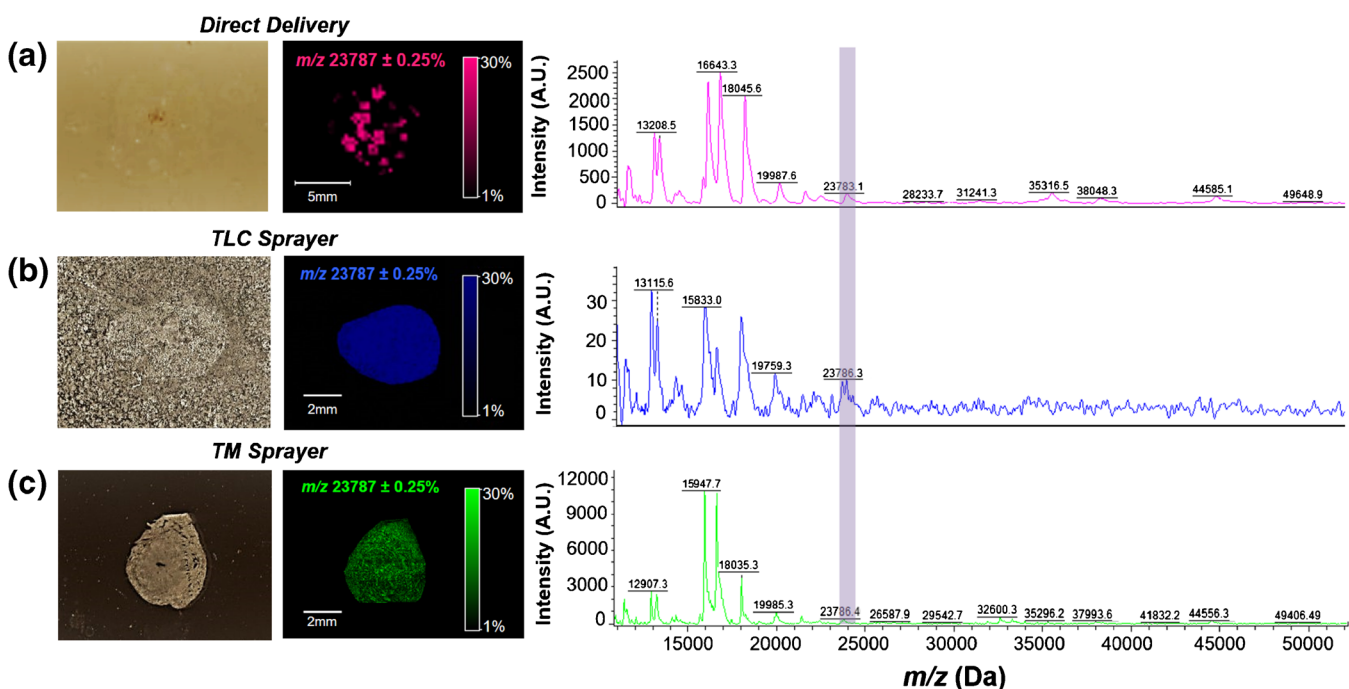 Direct Delivery
(a)
m/z 23787 ± 0.25%
30%
1%
5mm
Intensity (A.U.)
2500
2000
1500
1000
500
0
13208.5
16643.3
18045.6
19987.6
23783.1
28233.7
31241.3
35316.5
38048.3
44585.1
49648.9
TLC Sprayer
(b)
m/z 23787 ± 0.25%
30%
1%
2mm
Intensity (A.U.)
30
20
10
0
13115.6
15833.0
19759.3
23786.3
TM Sprayer
(c)
m/z 23787 ± 0.25%
30%
1%
2mm
Intensity (A.U.)
12000
9000
6000
3000
0
12907.3
15947.7
18035.3
19985.3
23786.4
26587.9
29542.7
32600.3
35296.2
37993.6
41832.2
44556.3
49406.49
15000 20000 25000 30000 35000 40000 45000 50000
m/z (Da)